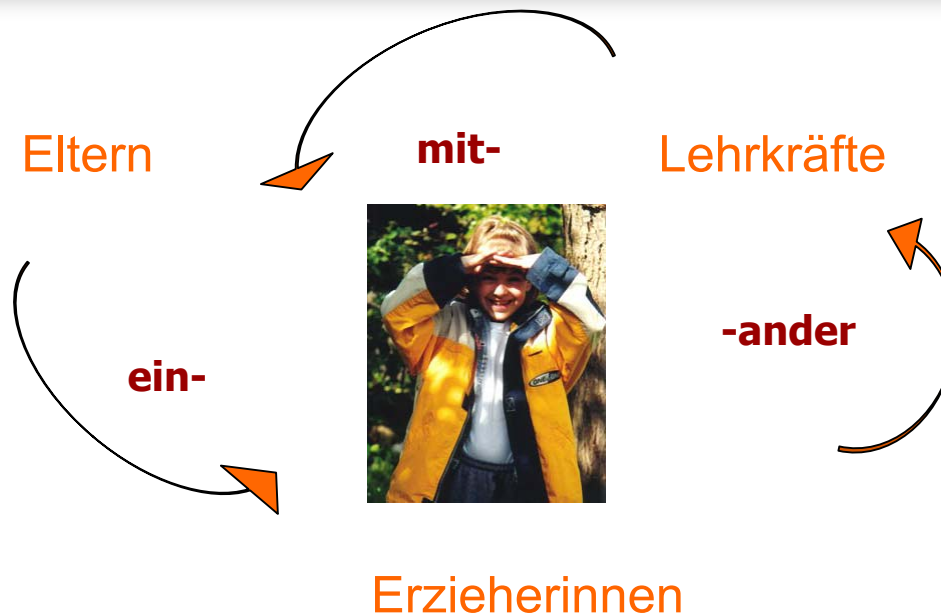 Eltern
mit-
Lehrkräfte
-ander
ein-
Erzieherinnen